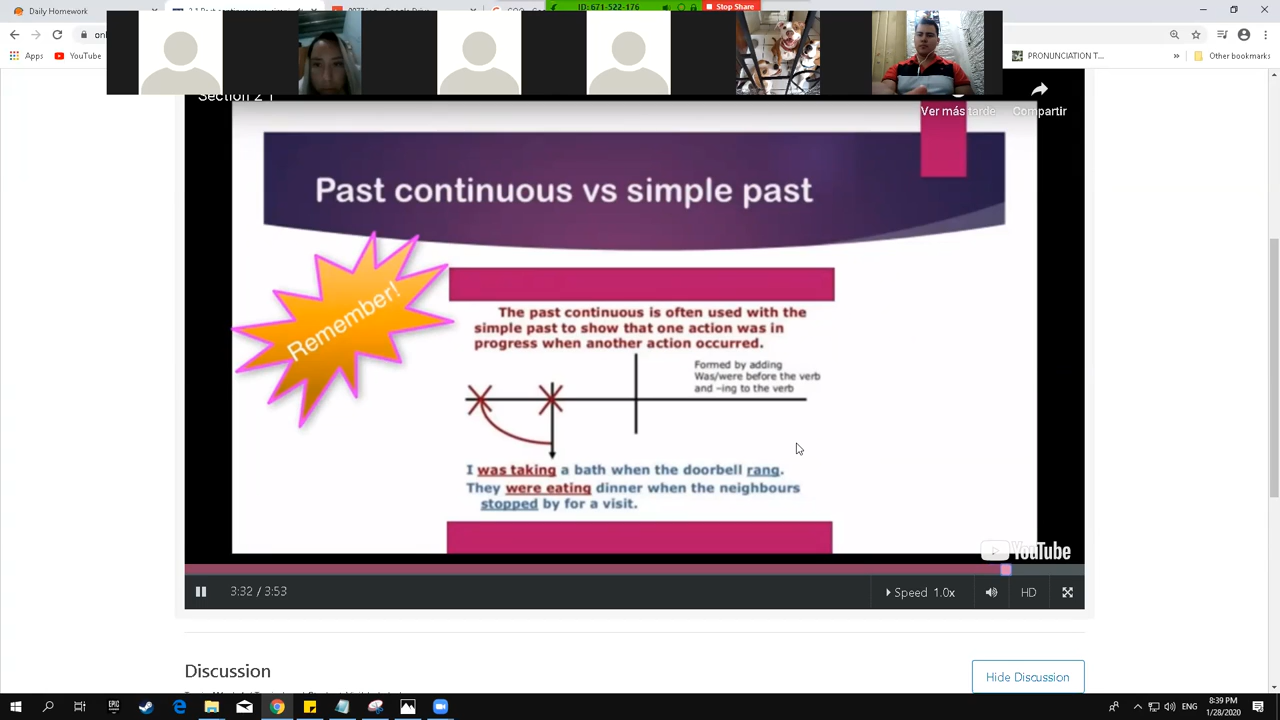 Daily Homework
ID: 671-522-176
Stop Share
Apps
YouTube
PRONUNCIATION T...
Other bookmarks
Section 2 1
Ver más tarde
Compartir
Past continuous vs simple past
Remember!
The past continuous is often used with the
simple past to show that one action was in
progress when another action occurred.
Formed by adding
Was/were before the verb
and -ing to the verb
I was taking a bath when the doorbell rang.
They were eating dinner when the neighbours
stopped by for a visit.
YouTube
3:32 / 3:53
Speed 1.0x
HD
Discussion
Hide Discussion
EPIC
ENG
8:39 PM
1/28/2020